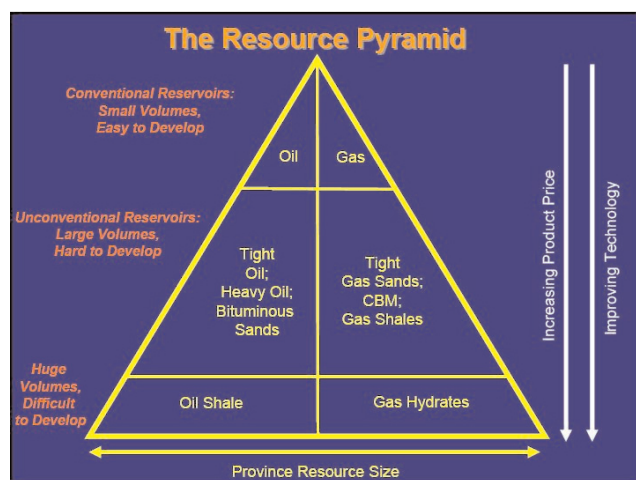 The Resource Pyramid
Conventional Reservoirs:
Small Volumes,
Easy to Develop
Oil
Gas
Unconventional Reservoirs:
Large Volumes,
Hard to Develop
Tight
Oil;
Heavy Oil;
Bituminous
Sands
Tight
Gas Sands;
CBM;
Gas Shales
Huge
Volumes,
Difficult
to Develop
Oil Shale
Gas Hydrates
Increasing Product Price
Improving Technology
Province Resource Size